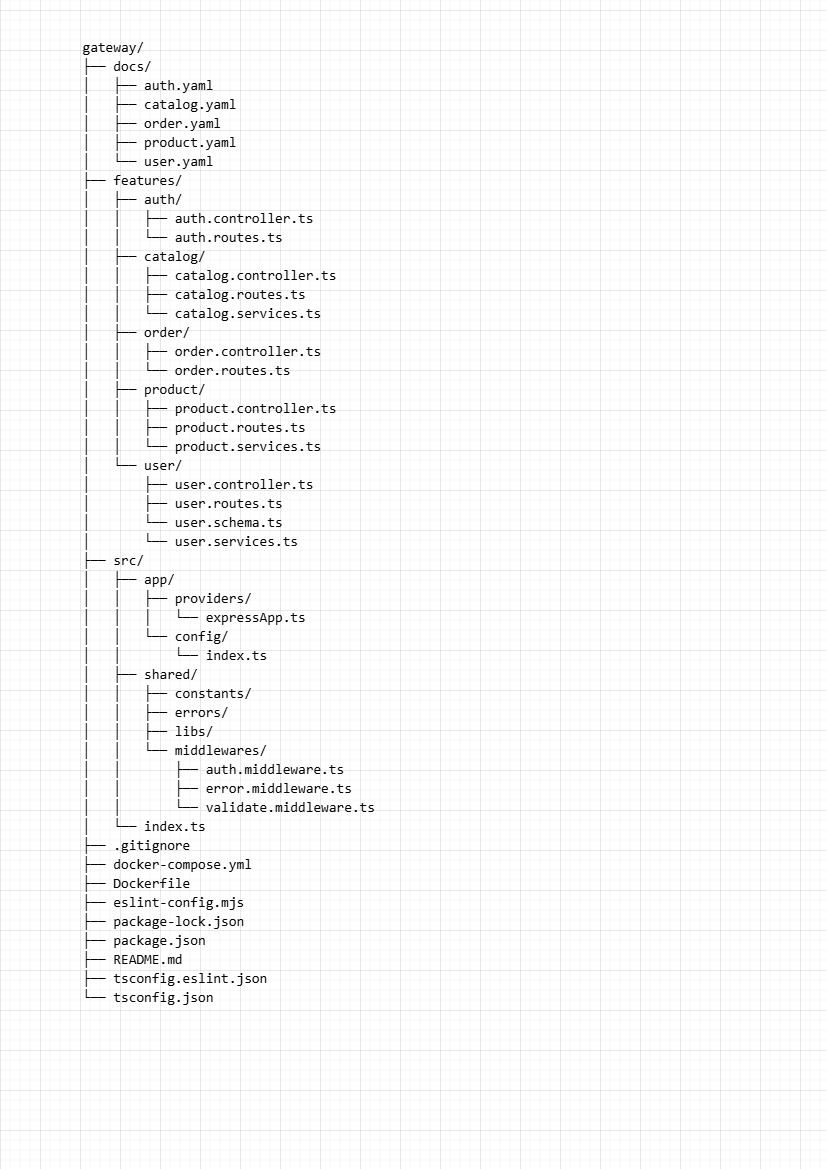 gateway/
├── docs/
│   ├── auth.yaml
│   ├── catalog.yaml
│   ├── order.yaml
│   ├── product.yaml
│   └── user.yaml
├── features/
│   ├── auth/
│   │   ├── auth.controller.ts
│   │   └── auth.routes.ts
│   ├── catalog/
│   │   ├── catalog.controller.ts
│   │   ├── catalog.routes.ts
│   │   └── catalog.services.ts
│   ├── order/
│   │   ├── order.controller.ts
│   │   └── order.routes.ts
│   ├── product/
│   │   ├── product.controller.ts
│   │   ├── product.routes.ts
│   │   └── product.services.ts
│   └── user/
│       ├── user.controller.ts
│       ├── user.routes.ts
│       └── user.schema.ts
│       └── user.services.ts
├── src/
│   ├── app/
│   │   ├── providers/
│   │   │   └── expressApp.ts
│   │   └── config/
│   │       └── index.ts
│   ├── shared/
│   │   ├── constants/
│   │   ├── errors/
│   │   ├── libs/
│   │   └── middlewares/
│   │       ├── auth.middleware.ts
│   │       ├── error.middleware.ts
│   │       └── validate.middleware.ts
│   └── index.ts
├── .gitignore
├── docker-compose.yml
├── Dockerfile
├── eslint-config.mjs
├── package-lock.json
├── package.json
├── README.md
├── tsconfig.eslint.json
└── tsconfig.json